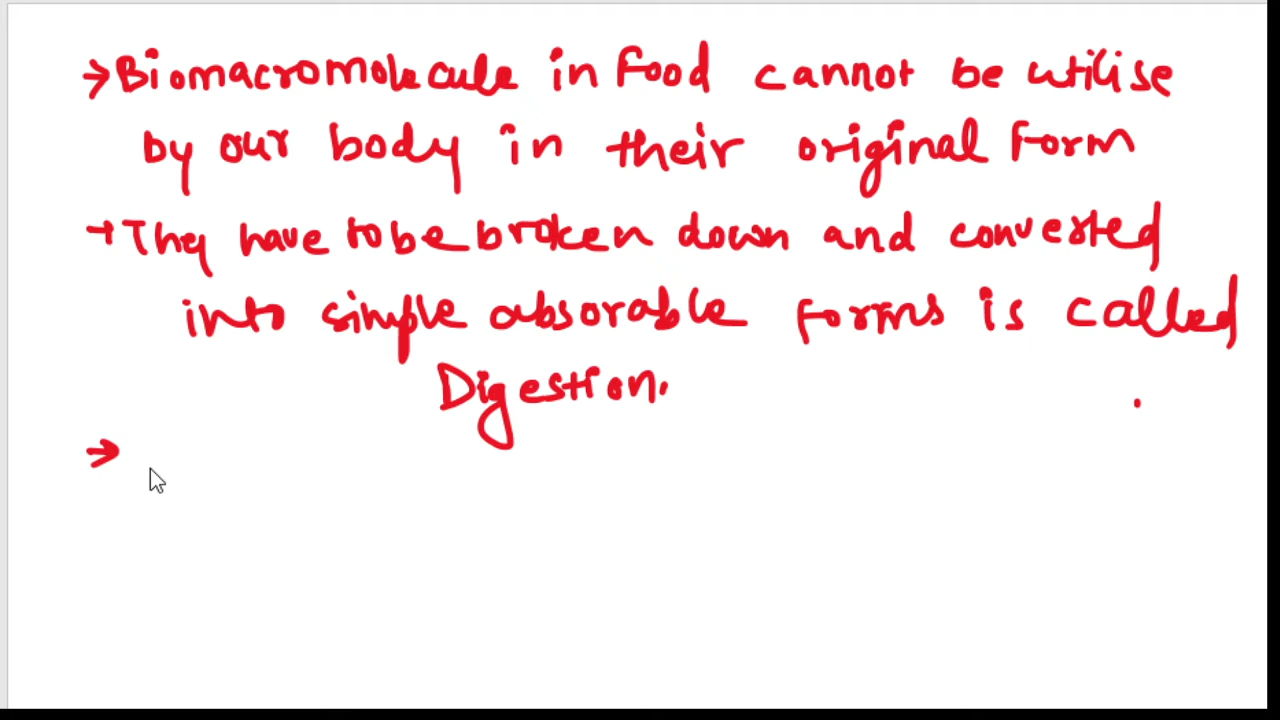 → Biomacromolecule in Food cannot be utilise
by our body in their original Form
→ They have to be broken down and converted
into simple absorable forms is called
Digestion.
→